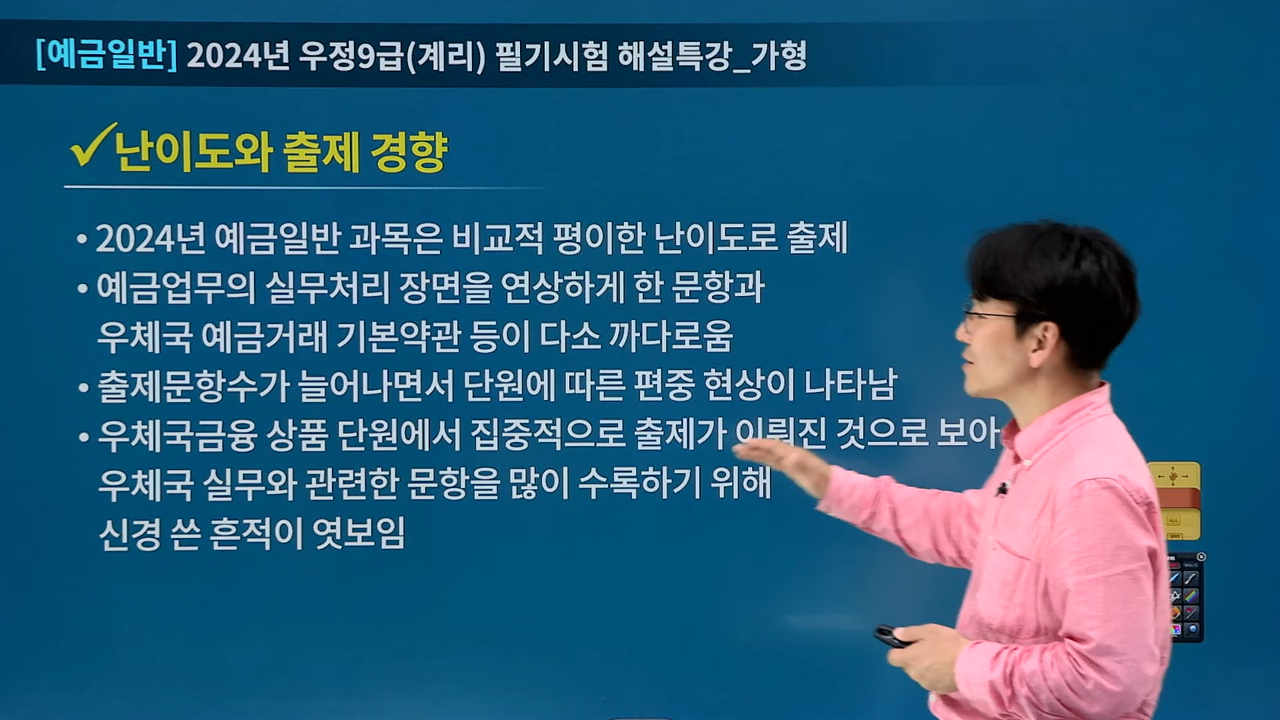 [예금일반] 2024년 우정9급(계리) 필기시험 해설특강_가형
✓난이도와 출제 경향
• 2024년 예금일반 과목은 비교적 평이한 난이도로 출제
• 예금업무의 실무처리 장면을 연상하게 한 문항과
우체국 예금거래 기본약관 등이 다소 까다로움
• 출제문항수가 늘어나면서 단원에 따른 편중 현상이 나타남
• 우체국금융 상품 단원에서 집중적으로 출제가 이뤄진 것으로 보아
우체국 실무와 관련한 문항을 많이 수록하기 위해
신경 쓴 흔적이 엿보임
ALL